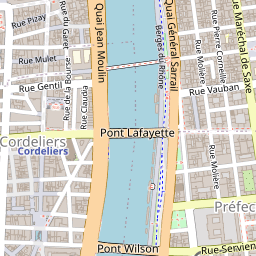 Rue Pizay
Rue du Garet
Quai Jean Moulin
Quai Général Sarrail
Berges du Rhône
Rue Maréchal de Saxe
Rue Mulet
Rue Molière
Rue Pierre Corneille
Rue Gentil
Rue de la Bourse
Rue Claudia
Rue Vauban
Pont Lafayette
Cordeliers
Cordeliers
Rue Molière
Préfec
Pont Wilson
Rue Servien